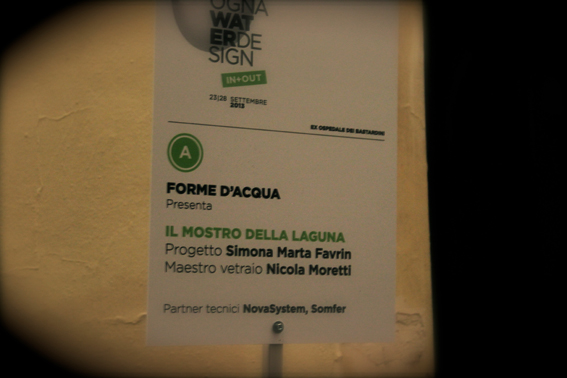 OGNA
WAT
ERDE
SIGN
IN+OUT
23|28 SETTEMBRE
2013
EX OSPEDALE DEI BASTARDINI
A
FORME D'ACQUA
Presenta
IL MOSTRO DELLA LAGUNA
Progetto Simona Marta Favrin
Maestro vetraio Nicola Moretti
Partner tecnici NovaSystem, Somfer